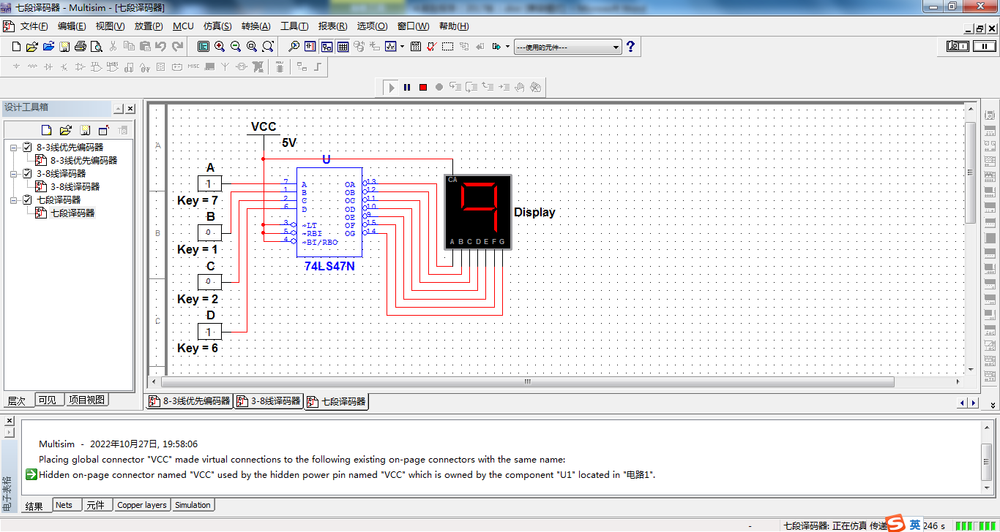 七段译码器 - Multisim - [七段译码器]
文件(F) 编辑(E) 视图(V) 放置(P) MCU 仿真(S) 转换(A) 工具(T) 报表(R) 选项(O) 窗口(W) 帮助(H)
---使用的元件---
MISC
设计工具箱
8-3线优先编码器
8-3线优先编码器
3-8线译码器
3-8线译码器
七段译码器
七段译码器
层次 可见 项目视图
A
B
C
VCC
5V
U
A
1
Key = 7
B
0
Key = 1
C
0
Key = 2
D
1
Key = 6
7 A OA 13
1 B OB 12
2 C OC 11
6 D OD 10
OE 9
3 ~LT OF 15
5 ~RBI OG 14
4 ~BI/RBO
74LS47N
CA
9
A B C D E F G
Display
8-3线优先编码器 3-8线译码器 七段译码器
Multisim - 2022年10月27日, 19:58:06
Placing global connector "VCC" made virtual connections to the following existing on-page connectors with the same name:
Hidden on-page connector named "VCC" used by the hidden power pin named "VCC" which is owned by the component "U1" located in "电路1".
电子表格
结果 Nets 元件 Copper layers Simulation
- 七段译码器: 正在仿真 传递 英 246 s